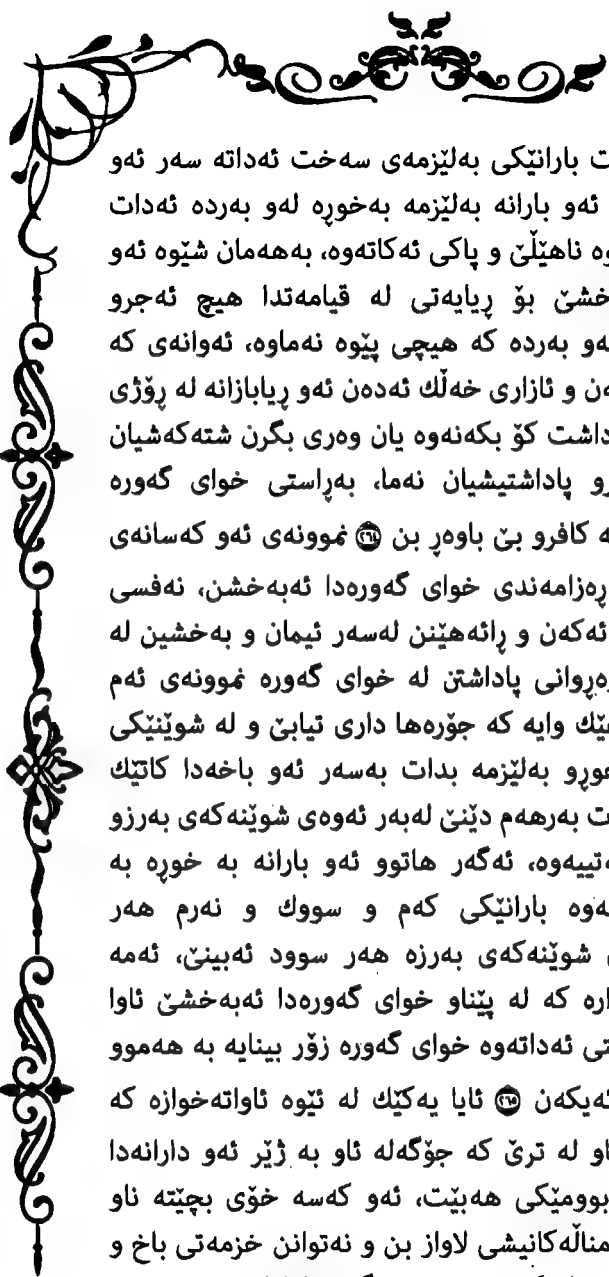 ت بارانێکی بەلێزمەی سەخت ئەداتە سەر ئەو
ئەو بارانە بەلێزمە بەخوڕە لەو بەردە ئەدات
وە ناهێڵێ و پاکی ئەکاتەوە، بەهەمان شێوە ئەو
خشێ بۆ ڕیایەتی لە قیامەتدا هیچ ئەجرو
ەو بەردە کە هیچی پێوە نەماوە، ئەوانەی کە
ەن و ئازاری خەڵك ئەدەن ئەو ڕیابازانە لە ڕۆژی
داشت کۆ بکەنەوە یان وەری بگرن شتەکەشیان
رو پاداشتیشیان نەما، بەڕاستی خوای گەورە
ە کافرو بێ باوەڕ بن ﴿٢٦٤﴾ نموونەی ئەو کەسانەی
ڕەزامەندی خوای گەورەدا ئەبەخشن، نەفسی
ئەکەن و ڕائەهێنن لەسەر ئیمان و بەخشین لە
ەڕوانی پاداشتن لە خوای گەورە نموونەی ئەم
ێك وایە کە جۆرەها داری تیابێ و لە شوێنێکی
وڕو بەلێزمە بدات بەسەر ئەو باخەدا کاتێك
ت بەرهەم دێنێ لەبەر ئەوەی شوێنەکەی بەرزو
ەتییەوە، ئەگەر هاتوو ئەو بارانە بە خوڕە بە
ەوە بارانێکی کەم و سووك و نەرم هەر
ی شوێنەکەی بەرزە هەر سوود ئەبینێ، ئەمە
ارە کە لە پێناو خوای گەورەدا ئەبەخشێ ئاوا
تی ئەداتەوە خوای گەورە زۆر بینایە بە هەموو
ئەیکەن ﴿٢٦٥﴾ ئایا یەکێك لە ئێوە ئاواتەخوازە کە
او لە ترێ کە جۆگەلە ئاو بە ژێر ئەو دارانەدا
بوومێکی هەبێت، ئەو کەسە خۆی بچێتە ناو
مناڵەکانیشی لاواز بن و نەتوانن خزمەتی باخ و